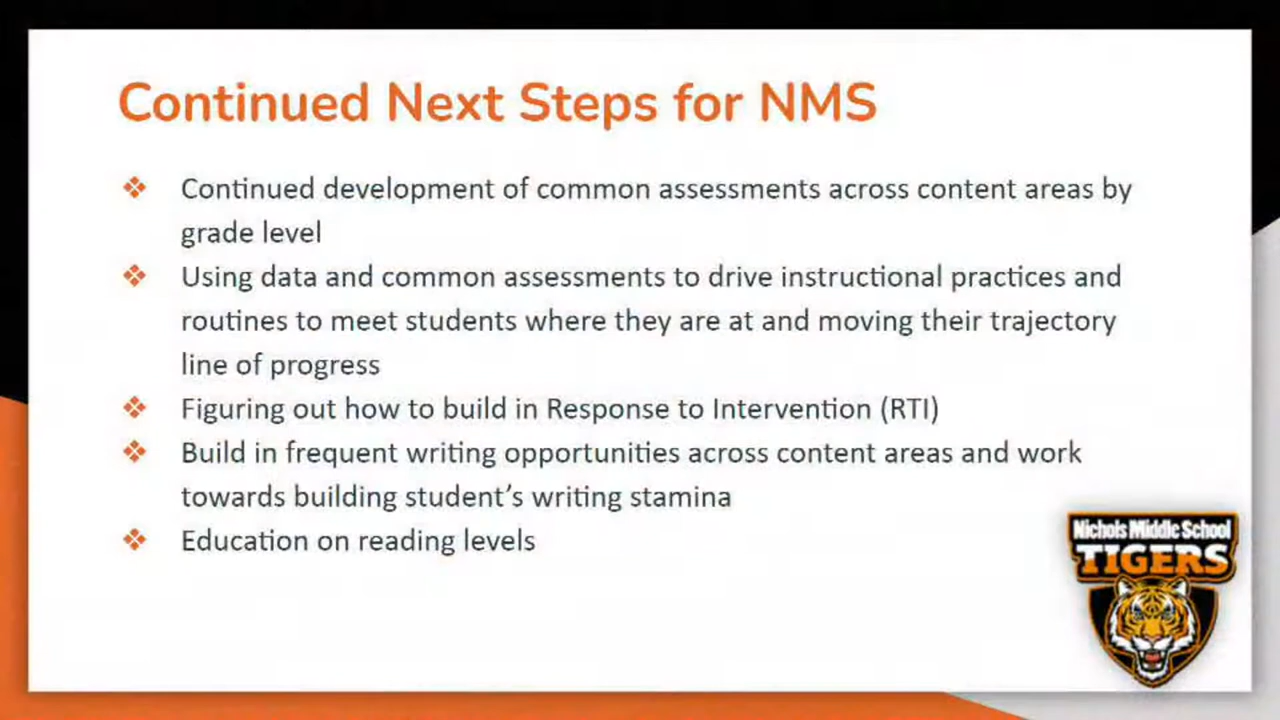 Continued Next Steps for NMS
Continued development of common assessments across content areas by
grade level
Using data and common assessments to drive instructional practices and
routines to meet students where they are at and moving their trajectory
line of progress
Figuring out how to build in Response to Intervention (RTI)
Build in frequent writing opportunities across content areas and work
towards building student’s writing stamina
Education on reading levels
Nichols Middle School
TIGERS